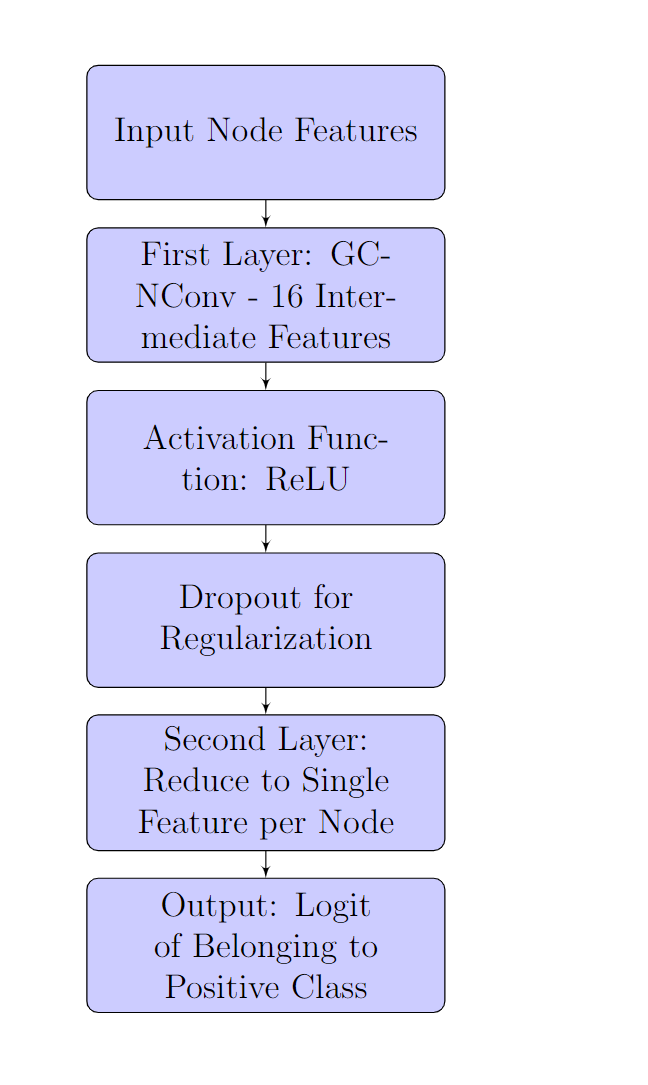 Input Node Features
First Layer: GC-
NConv - 16 Inter-
mediate Features
Activation Func-
tion: ReLU
Dropout for
Regularization
Second Layer:
Reduce to Single
Feature per Node
Output: Logit
of Belonging to
Positive Class